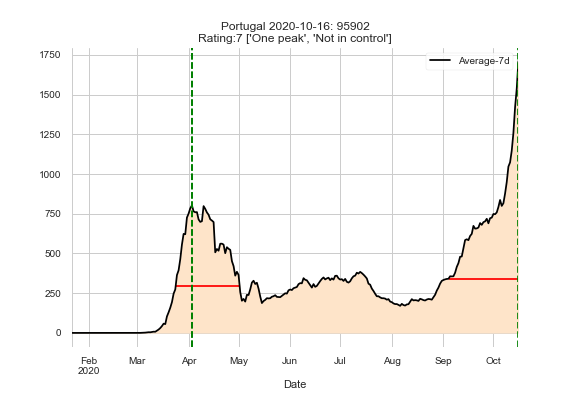 Portugal 2020-10-16: 95902
Rating:7 ['One peak', 'Not in control']
Average-7d
1750
1500
1250
1000
750
500
250
0
Feb Mar Apr May Jun Jul Aug Sep Oct
2020
Date